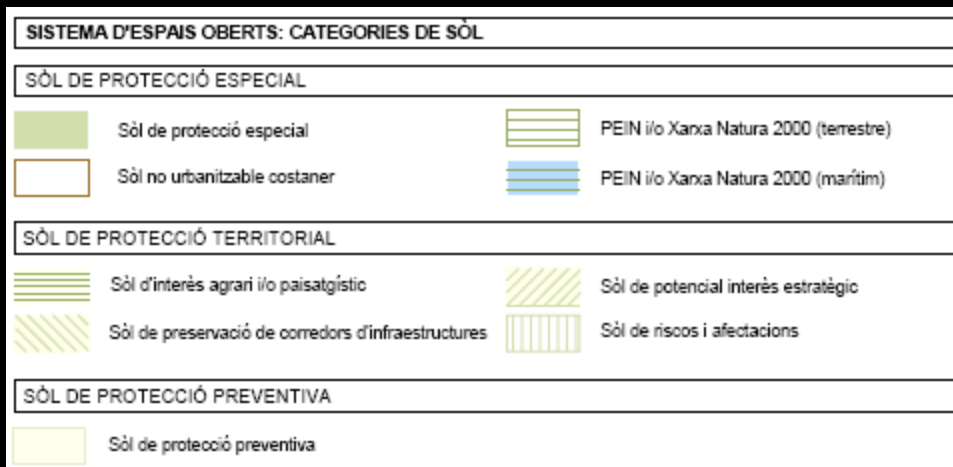 SISTEMA D'ESPAIS OBERTS: CATEGORIES DE SÒL
SÒL DE PROTECCIÓ ESPECIAL
Sòl de protecció especial
PEIN i/o Xarxa Natura 2000 (terrestre)
Sòl no urbanitzable costaner
PEIN i/o Xarxa Natura 2000 (marítim)
SÒL DE PROTECCIÓ TERRITORIAL
Sòl d'interès agrari i/o paisatgístic
Sòl de potencial interès estratègic
Sòl de preservació de corredors d'infraestructures
Sòl de riscos i afectacions
SÒL DE PROTECCIÓ PREVENTIVA
Sòl de protecció preventiva